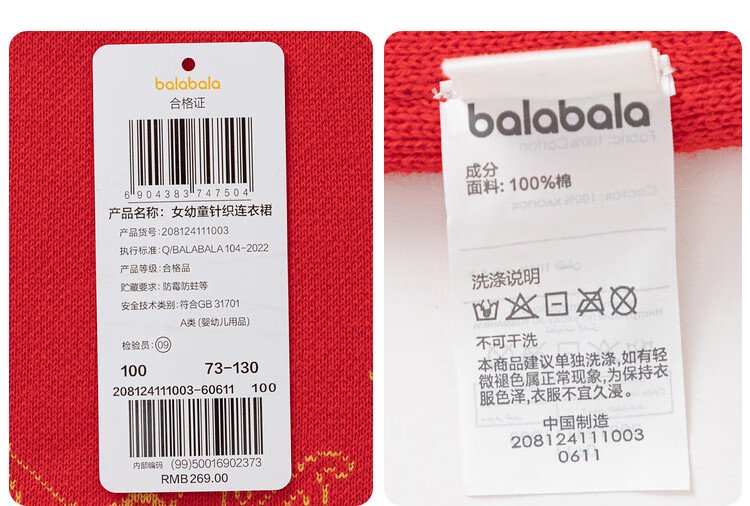 balabala
合格证
6 904383 747504
产品名称：女幼童针织连衣裙
产品货号：208124111003
执行标准：Q/BALABALA 104-2022
产品等级：合格品
贮藏要求：防霉防蛀等
安全技术类别：符合GB 31701
A类 (婴幼儿用品)
检验员：09
100 73-130
208124111003-60611 100
内部编码 (99)50016902373
RMB 269.00
balabala
Fabric: 100% Cotton
成分
面料：100%棉
洗涤说明
不可干洗
本商品建议单独洗涤,如有轻
微褪色属正常现象,为保持衣
服色泽,衣服不宜久浸。
中国制造
208124111003
0611